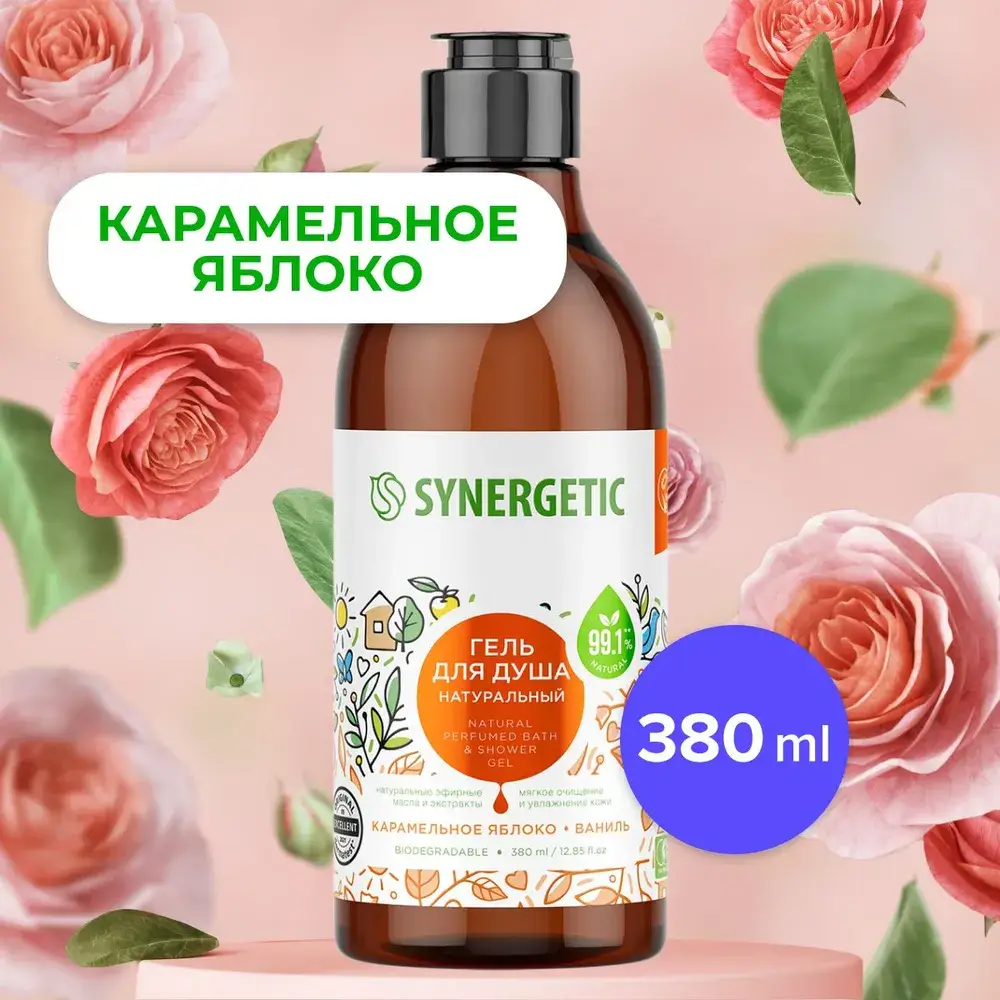 КАРАМЕЛЬНОЕ
ЯБЛОКО
SYNERGETIC
99.1**%
NATURAL
ГЕЛЬ
ДЛЯ ДУША
НАТУРАЛЬНЫЙ
NATURAL
PERFUMED BATH
& SHOWER
GEL
380 ml
натуральные эфирные
масла и экстракты
мягкое очищение
и увлажнение кожи
ORIGINAL
EXCELLENT
КАРАМЕЛЬНОЕ ЯБЛОКО • ВАНИЛЬ
BIODEGRADABLE • 380 ml / 12.85 fl.oz